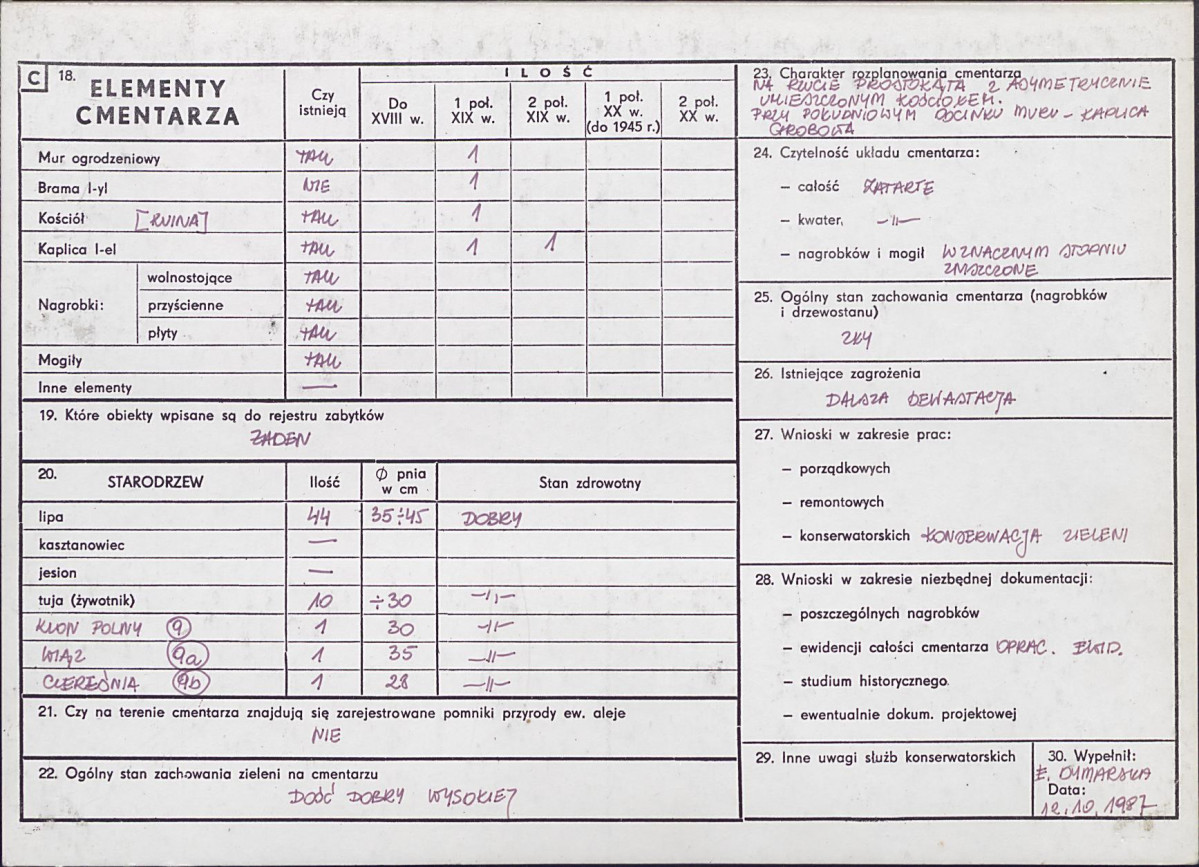 C 18. ELEMENTY
CMENTARZA
Czy
istnieją
ILOŚĆ
Do
XVIII w.
1 poł.
XIX w.
2 poł.
XIX w.
1 poł.
XX w.
(do 1945 r.)
2 poł.
XX w.
Mur ogrodzeniowy TAK 1
Brama /-y/ NIE 1
Kościół [RUINA] TAK 1
Kaplica /-e/ TAK 1 1
Nagrobki:
wolnostojące TAK
przyścienne TAK
płyty TAK
Mogiły TAK
Inne elementy —
19. Które obiekty wpisane są do rejestru zabytków
ŻADEN
20. STARODRZEW Ilość Ø pnia
w cm Stan zdrowotny
lipa 44 35÷45 DOBRY
kasztanowiec —
jesion —
tuja (żywotnik) 10 ÷30 —〃—
KLON POLNY 9 1 30 —〃—
WIĄZ 9a 1 35 —〃—
CZEREŚNIA 9b 1 28 —〃—
21. Czy na terenie cmentarza znajdują się zarejestrowane pomniki przyrody ew. aleje
NIE
22. Ogólny stan zachowania zieleni na cmentarzu
DOŚĆ DOBRY WYSOKIEJ
23. Charakter rozplanowania cmentarza
NA RZUCIE PROSTOKĄTA Z ASYMETRYCZNIE
UMIESZCZONYM KOŚCIOŁEM.
PRZY POŁUDNIOWYM ODCINKU MURU - KAPLICA
GROBOWA
24. Czytelność układu cmentarza:
— całość ZATARTE
— kwater, —〃—
— nagrobków i mogił W ZNACZNYM STOPNIU
ZNISZCZONE
25. Ogólny stan zachowania cmentarza (nagrobków
i drzewostanu)
ZŁY
26. Istniejące zagrożenia
DALSZA DEWASTACJA
27. Wnioski w zakresie prac:
— porządkowych
— remontowych
— konserwatorskich KONSERWACJA ZIELENI
28. Wnioski w zakresie niezbędnej dokumentacji:
— poszczególnych nagrobków
— ewidencji całości cmentarza OPRAC. EWID.
— studium historycznego
— ewentualnie dokum. projektowej
29. Inne uwagi służb konserwatorskich
30. Wypełnił:
E. DYMARSKA
Data:
12.10.1987